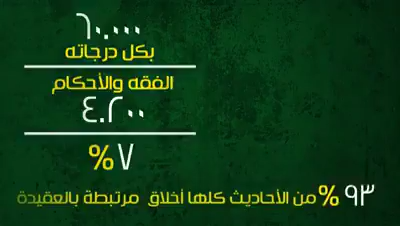 ٦٠.٠٠٠
بكل درجاته
الفقه والأحكام
٤.٢٠٠
%٧
٩٣% من الأحاديث كلها أخلاق مرتبطة بالعقيدة